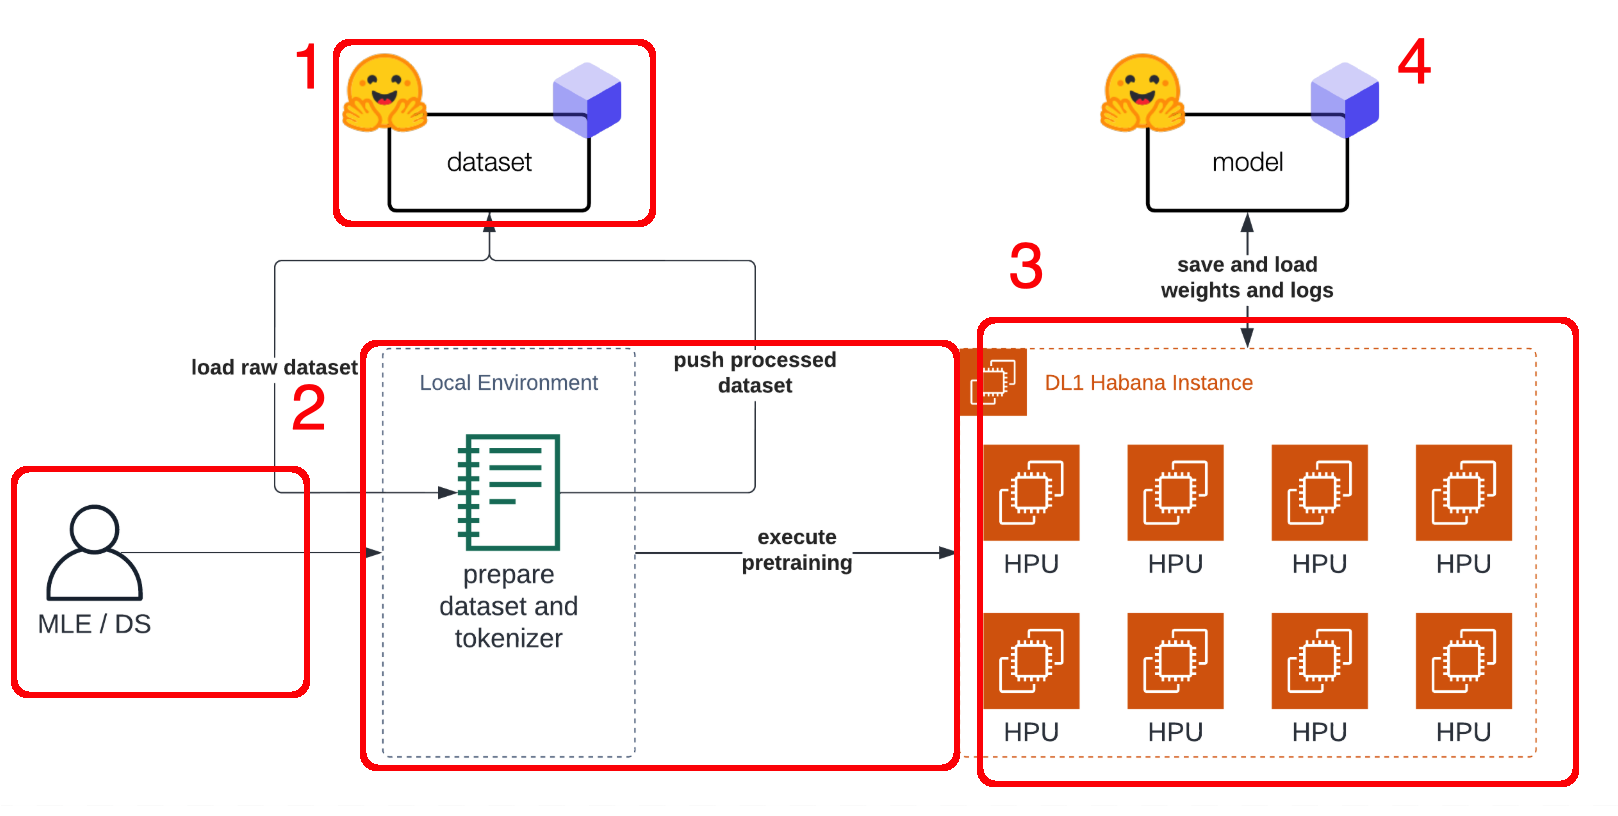 1
dataset
4
model
3
save and load
weights and logs
load raw dataset
2
push processed
dataset
Local Environment
prepare
dataset and
tokenizer
MLE / DS
execute
pretraining
DL1 Habana Instance
HPU
HPU
HPU
HPU
HPU
HPU
HPU
HPU